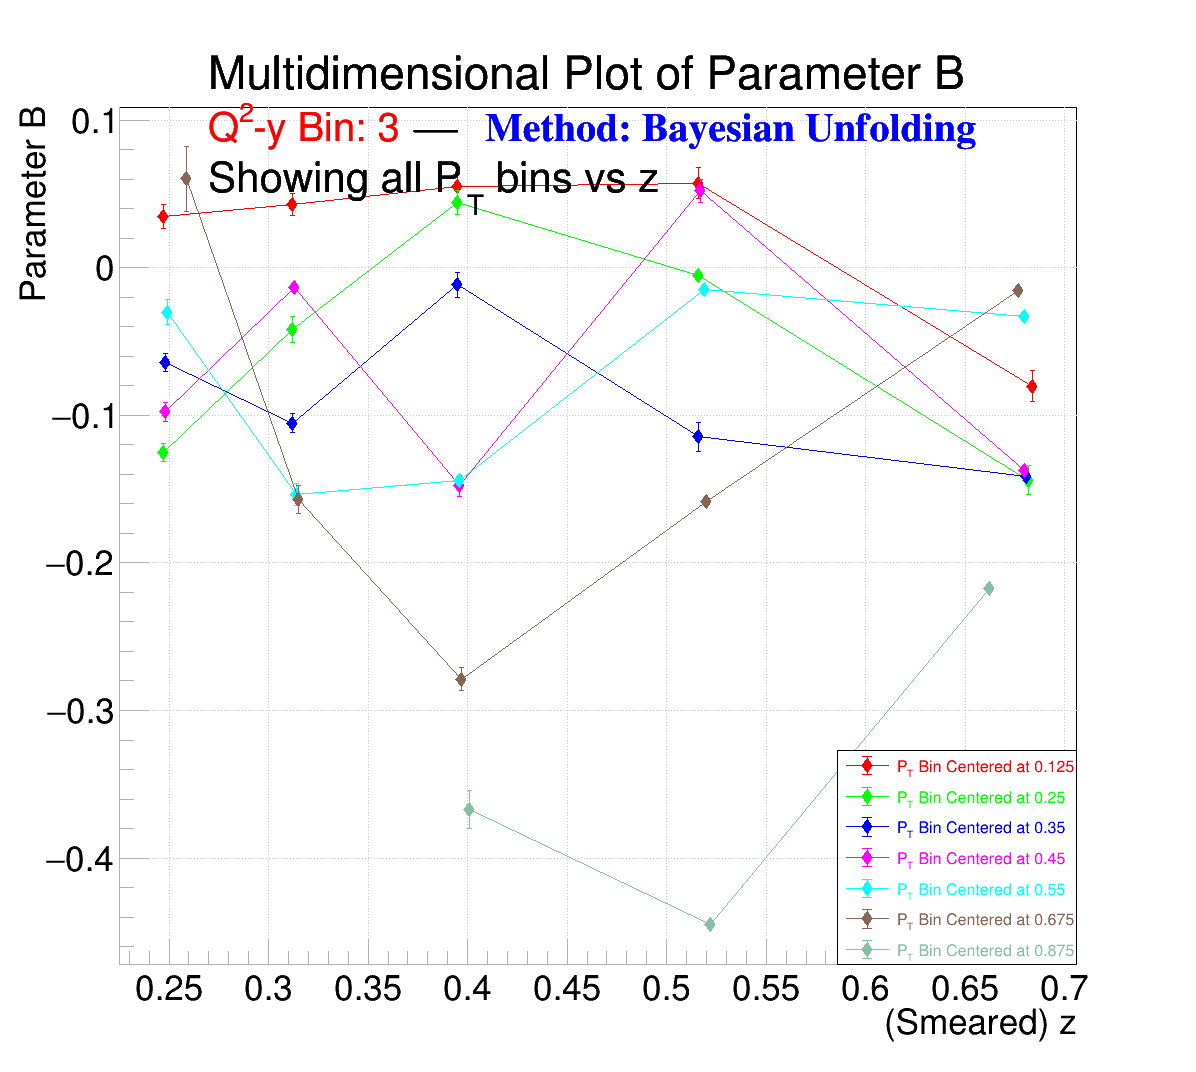 Multidimensional Plot of Parameter B
Q²-y Bin: 3 — Method: Bayesian Unfolding
Showing all P_T bins vs z
Parameter B
0.1
0
−0.1
−0.2
−0.3
−0.4
P_T Bin Centered at 0.125
P_T Bin Centered at 0.25
P_T Bin Centered at 0.35
P_T Bin Centered at 0.45
P_T Bin Centered at 0.55
P_T Bin Centered at 0.675
P_T Bin Centered at 0.875
0.25 0.3 0.35 0.4 0.45 0.5 0.55 0.6 0.65 0.7
(Smeared) z